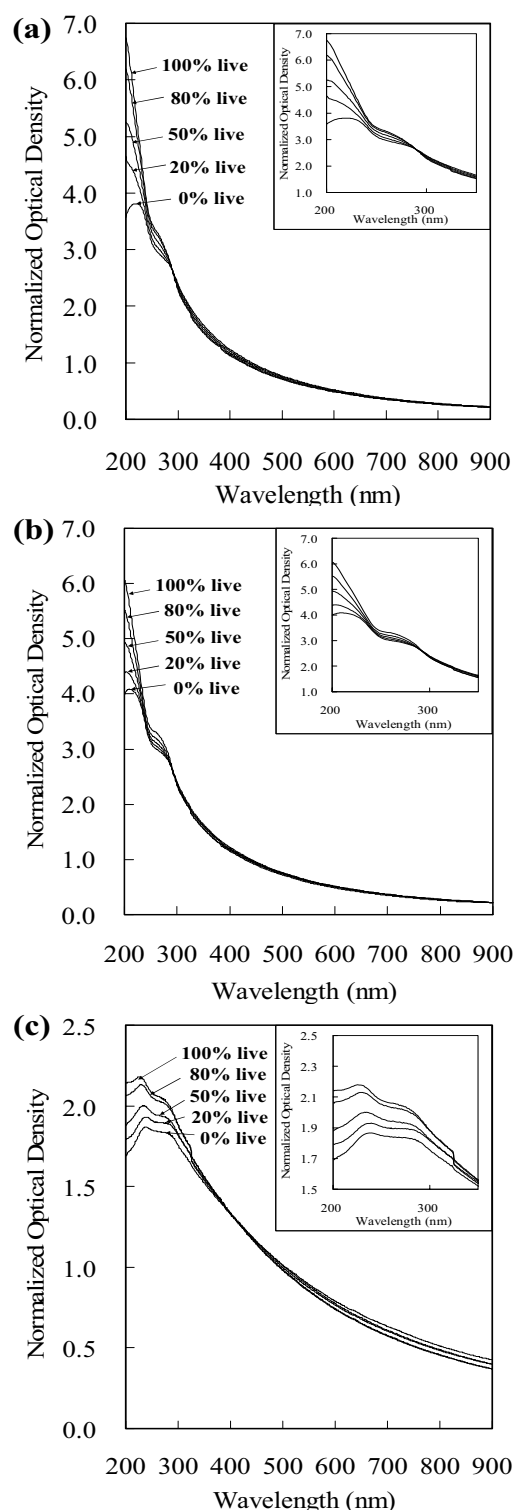 (a)
Normalized Optical Density
7.0
6.0
5.0
4.0
3.0
2.0
1.0
0.0
100% live
80% live
50% live
20% live
0% live
200 300 400 500 600 700 800 900
Wavelength (nm)
Normalized Optical Density
7.0
6.0
5.0
4.0
3.0
2.0
1.0
200 300
Wavelength (nm)
(b)
Normalized Optical Density
7.0
6.0
5.0
4.0
3.0
2.0
1.0
0.0
100% live
80% live
50% live
20% live
0% live
200 300 400 500 600 700 800 900
Wavelength (nm)
Normalized Optical Density
7.0
6.0
5.0
4.0
3.0
2.0
1.0
200 300
Wavelength (nm)
(c)
Normalized Optical Density
2.5
2.0
1.5
1.0
0.5
0.0
100% live
80% live
50% live
20% live
0% live
200 300 400 500 600 700 800 900
Wavelength (nm)
Normalized Optical Density
2.5
2.3
2.1
1.9
1.7
1.5
200 300
Wavelength (nm)